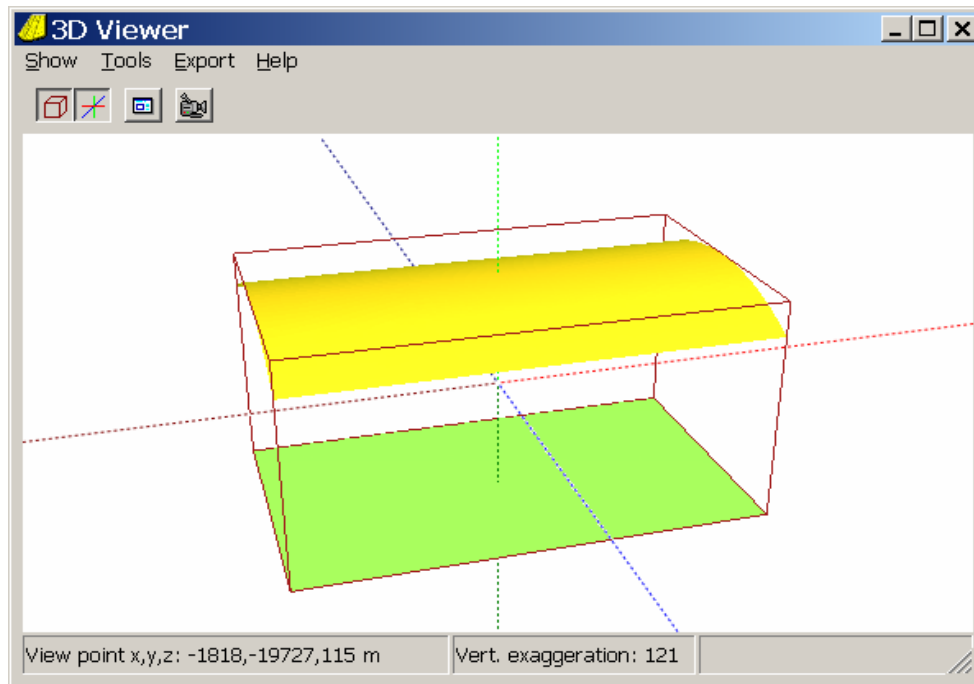 3D Viewer
Show Tools Export Help
View point x,y,z: -1818,-19727,115 m Vert. exaggeration: 121